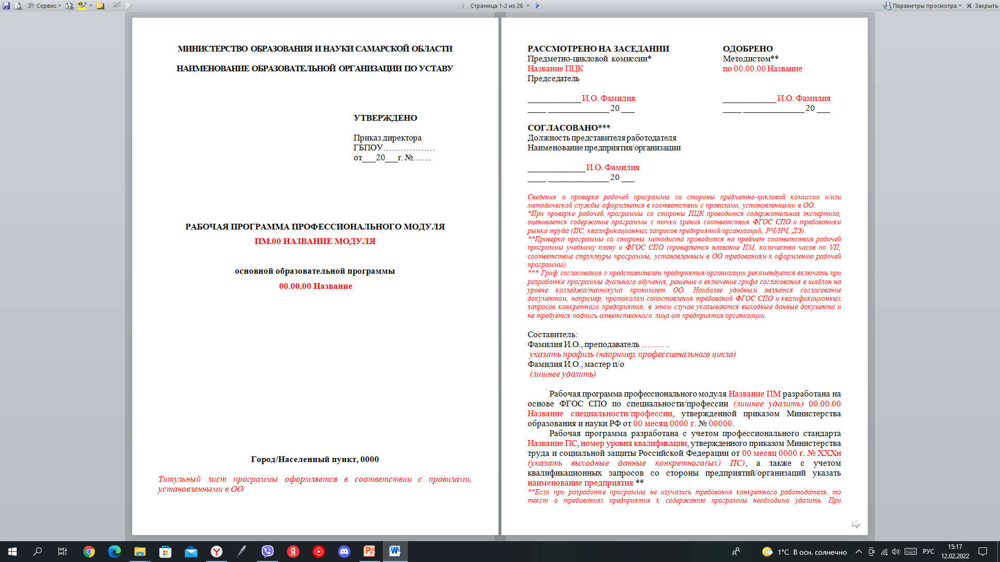 Сервис
Страница 1-2 из 26
Параметры просмотра
Закрыть
МИНИСТЕРСТВО ОБРАЗОВАНИЯ И НАУКИ САМАРСКОЙ ОБЛАСТИ
НАИМЕНОВАНИЕ ОБРАЗОВАТЕЛЬНОЙ ОРГАНИЗАЦИИ ПО УСТАВУ
УТВЕРЖДЕНО
Приказ директора
ГБПОУ………………
от___20___г. №……
РАБОЧАЯ ПРОГРАММА ПРОФЕССИОНАЛЬНОГО МОДУЛЯ
ПМ.00 НАЗВАНИЕ МОДУЛЯ
основной образовательной программы
00.00.00 Название
Город/Населенный пункт, 0000
Титульный лист программы оформляется в соответствии с правилами,
установленными в ОО
РАССМОТРЕНО НА ЗАСЕДАНИИ
Предметно-цикловой комиссии*
Название ПЦК
Председатель
____________ И.О. Фамилия
____ ______________ 20 ___
ОДОБРЕНО
Методистом**
по 00.00.00 Название
____________ И.О. Фамилия
____ ______________ 20 ___
СОГЛАСОВАНО***
Должность представителя работодателя
Наименование предприятия/организации
_____________ И.О. Фамилия
____ ______________ 20 ___
Сведения о проверке рабочей программы со стороны предметно-цикловой комиссии и/или
методической службы оформляется в соответствии с правилами, установленными в ОО.
*При проверке рабочей программы со стороны ПЦК проводится содержательная экспертиза,
оценивается содержание программы с точки зрения соответствия ФГОС СПО и требованиям
рынка труда (ПС, квалификационных запросов предприятий/организаций, РЧ/НЧ, ДЭ).
**Проверка программы со стороны методиста проводится на предмет соответствия рабочей
программы учебному плану и ФГОС СПО (проверяется название ПМ, количество часов по УП,
соответствие структуры программы, установленным в ОО требованиям к оформлению рабочей
программы).
*** Гриф согласования с представителем предприятия/организации рекомендуется включать при
разработке программы дуального обучения, решение о включение грифа согласования в шаблон на
уровне колледжа/техникума принимает ОО. Наиболее удобным является согласование
документом, например, протоколом сопоставления требований ФГОС СПО и квалификационных
запросов конкретного предприятия, в этом случае указываются выходные данные документа и
не требуется подпись ответственного лица от предприятия/организации.
Составитель:
Фамилия И.О., преподаватель ……….
указать профиль (например, профессионального цикла)
Фамилия И.О., мастер п/о
(лишнее удалить)
Рабочая программа профессионального модуля Название ПМ разработана на
основе ФГОС СПО по специальности/профессии (лишнее удалить) 00.00.00
Название специальности/профессии, утвержденной приказом Министерства
образования и науки РФ от 00 месяц 0000 г. № 00000.
Рабочая программа разработана с учетом профессионального стандарта
Название ПС, номер уровня квалификации, утвержденного приказом Министерства
труда и социальной защиты Российской Федерации от 00 месяц 0000 г. № ХХХн
(указать выходные данные конкретного(ых) ПС), а также с учетом
квалификационных запросов со стороны предприятий/организаций указать
наименование предприятия **
**Если при разработке программы не изучались требования конкретного работодателя, то
текст о требованиях предприятия к содержанию программы необходимо удалить. При
1°C В осн. солнечно
РУС
15:17
12.02.2022